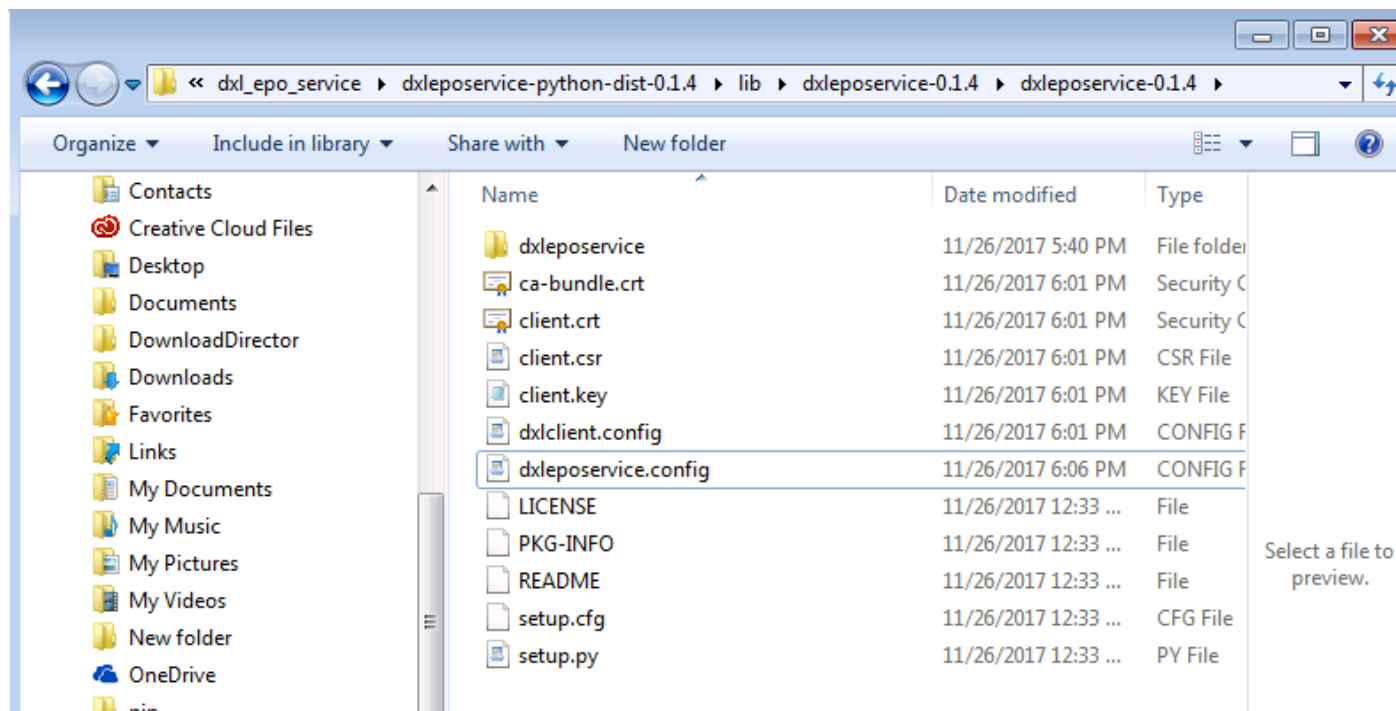 « dxl_epo_service ▸ dxleposervice-python-dist-0.1.4 ▸ lib ▸ dxleposervice-0.1.4 ▸ dxleposervice-0.1.4 ▸
Organize Include in library Share with New folder
Contacts
Creative Cloud Files
Desktop
Documents
DownloadDirector
Downloads
Favorites
Links
My Documents
My Music
My Pictures
My Videos
New folder
OneDrive
Name Date modified Type
dxleposervice 11/26/2017 5:40 PM File folder
ca-bundle.crt 11/26/2017 6:01 PM Security C
client.crt 11/26/2017 6:01 PM Security C
client.csr 11/26/2017 6:01 PM CSR File
client.key 11/26/2017 6:01 PM KEY File
dxlclient.config 11/26/2017 6:01 PM CONFIG F
dxleposervice.config 11/26/2017 6:06 PM CONFIG F
LICENSE 11/26/2017 12:33 ... File
PKG-INFO 11/26/2017 12:33 ... File
README 11/26/2017 12:33 ... File
setup.cfg 11/26/2017 12:33 ... CFG File
setup.py 11/26/2017 12:33 ... PY File
Select a file to
preview.